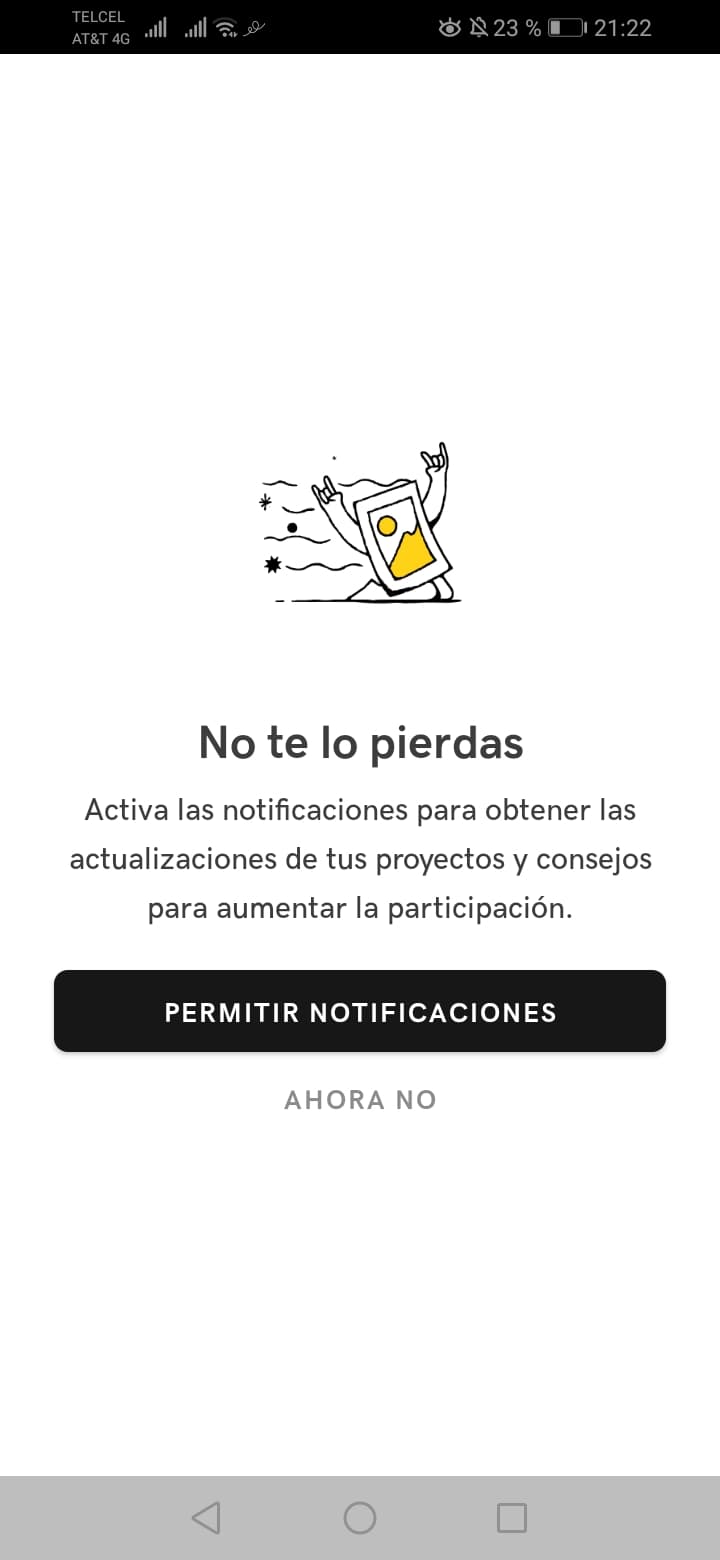 TELCEL
AT&T 4G
23 %
21:22
No te lo pierdas
Activa las notificaciones para obtener las
actualizaciones de tus proyectos y consejos
para aumentar la participación.
PERMITIR NOTIFICACIONES
AHORA NO